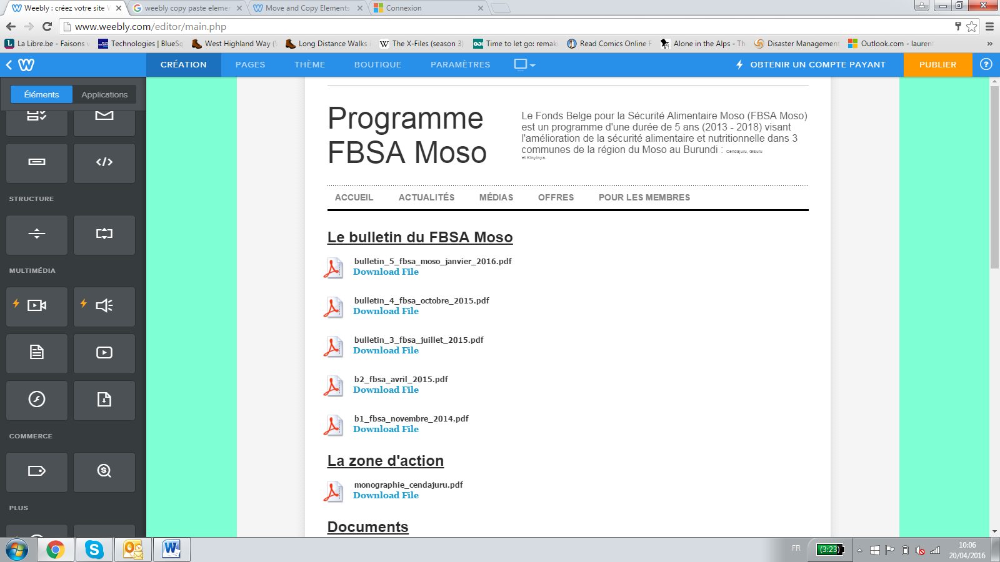 Weebly : créez votre site W
weebly copy paste elemen
Move and Copy Elements
Connexion
www.weebly.com/editor/main.php
La Libre.be - Faisons v
Technologies | BlueSq
West Highland Way (W
Long Distance Walks i
The X-Files (season 3)
Time to let go: remaki
Read Comics Online F
Alone in the Alps - Th
Disaster Management
Outlook.com - laurent
»
CRÉATION
PAGES
THÈME
BOUTIQUE
PARAMÈTRES
OBTENIR UN COMPTE PAYANT
PUBLIER
?
Éléments
Applications
STRUCTURE
MULTIMÉDIA
COMMERCE
PLUS
Programme
FBSA Moso
Le Fonds Belge pour la Sécurité Alimentaire Moso (FBSA Moso)
est un programme d'une durée de 5 ans (2013 - 2018) visant
l'amélioration de la sécurité alimentaire et nutritionnelle dans 3
communes de la région du Moso au Burundi : Cendajuru, Gisuru
et Kinyinya.
ACCUEIL
ACTUALITÉS
MÉDIAS
OFFRES
POUR LES MEMBRES
Le bulletin du FBSA Moso
bulletin_5_fbsa_moso_janvier_2016.pdf
Download File
bulletin_4_fbsa_octobre_2015.pdf
Download File
bulletin_3_fbsa_juillet_2015.pdf
Download File
b2_fbsa_avril_2015.pdf
Download File
b1_fbsa_novembre_2014.pdf
Download File
La zone d'action
monographie_cendajuru.pdf
Download File
Documents
FR
(3:23)
10:06
20/04/2016